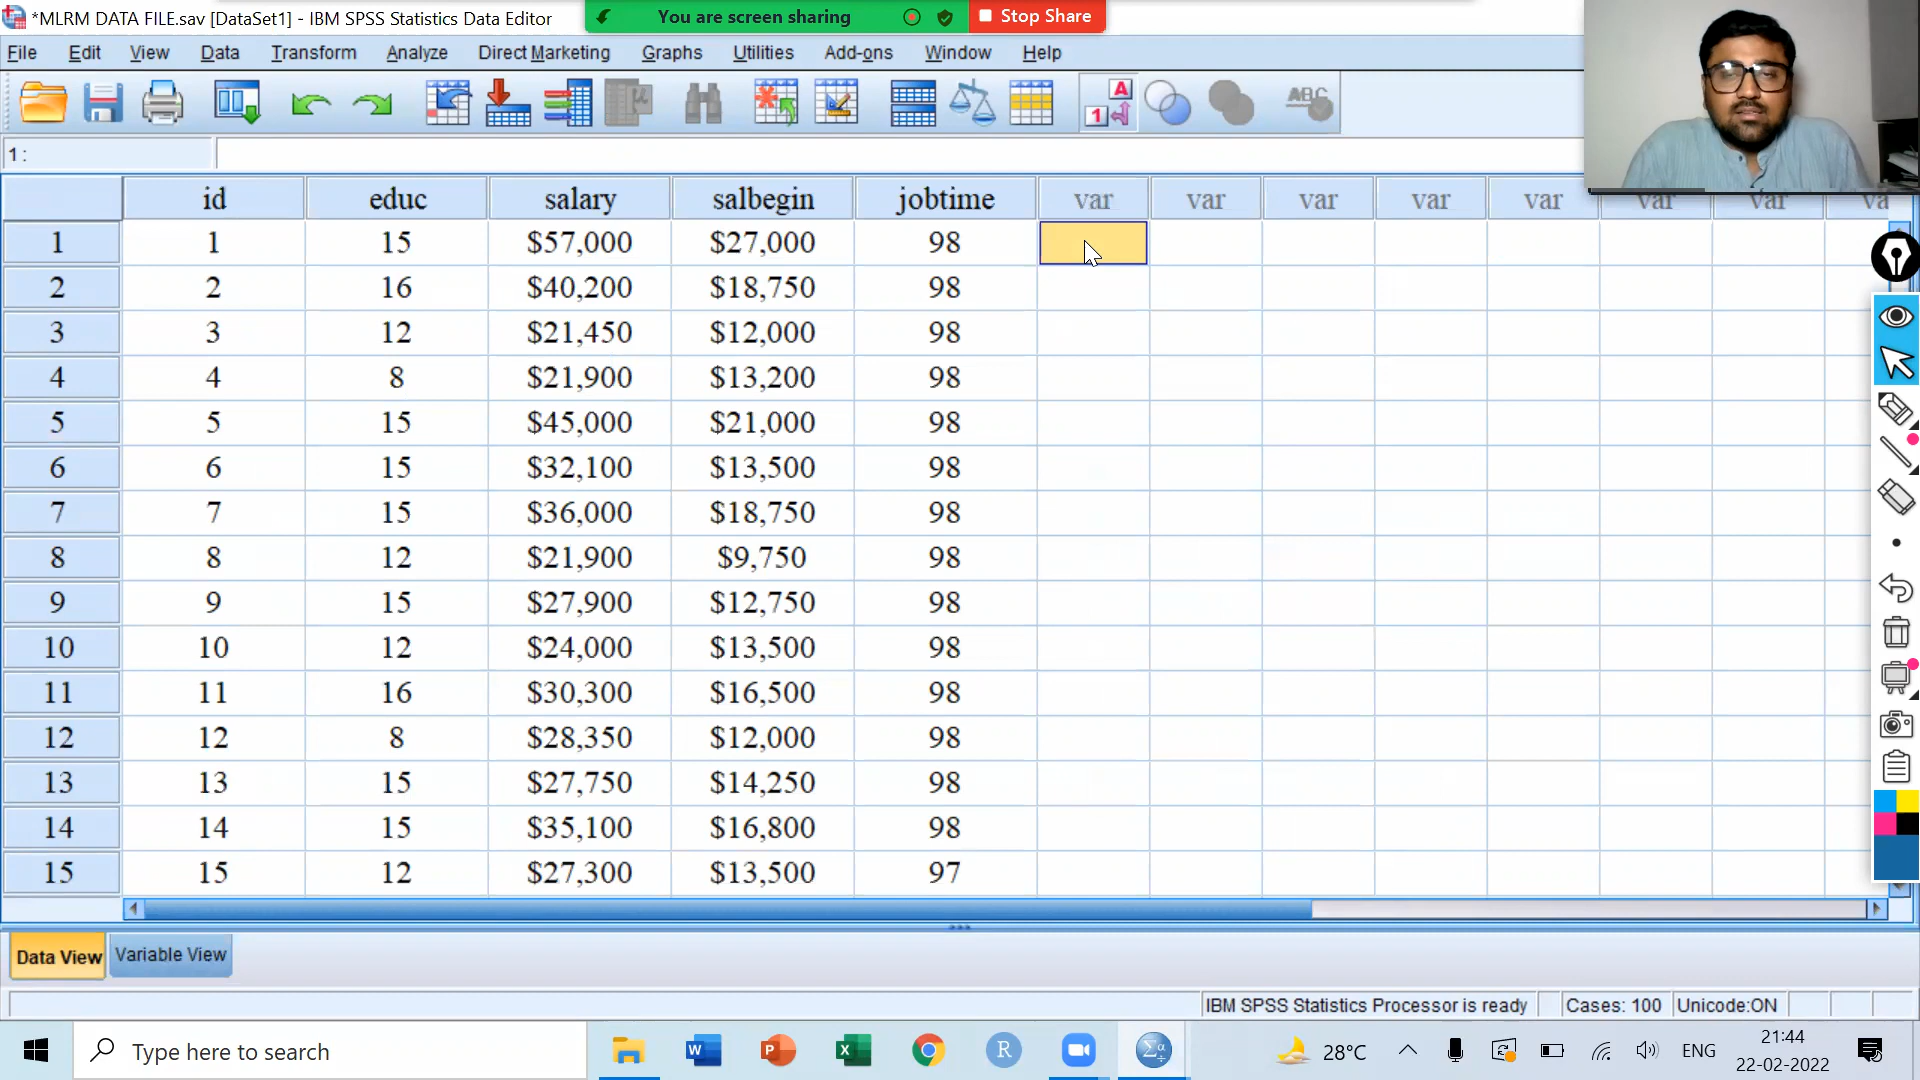 *MLRM DATA FILE.sav [DataSet1] - IBM SPSS Statistics Data Editor
You are screen sharing
Stop Share
File Edit View Data Transform Analyze Direct Marketing Graphs Utilities Add-ons Window Help
1 A ABC
1 :
id educ salary salbegin jobtime var var var var var var var va
1 1 15 $57,000 $27,000 98
2 2 16 $40,200 $18,750 98
3 3 12 $21,450 $12,000 98
4 4 8 $21,900 $13,200 98
5 5 15 $45,000 $21,000 98
6 6 15 $32,100 $13,500 98
7 7 15 $36,000 $18,750 98
8 8 12 $21,900 $9,750 98
9 9 15 $27,900 $12,750 98
10 10 12 $24,000 $13,500 98
11 11 16 $30,300 $16,500 98
12 12 8 $28,350 $12,000 98
13 13 15 $27,750 $14,250 98
14 14 15 $35,100 $16,800 98
15 15 12 $27,300 $13,500 97
Data View Variable View
IBM SPSS Statistics Processor is ready Cases: 100 Unicode:ON
Type here to search
W P X R Σα
28°C ENG
21:44
22-02-2022